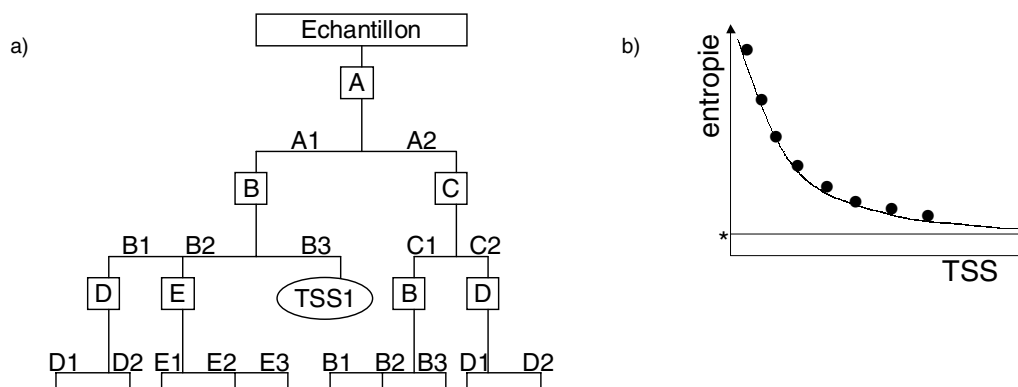 a)
Echantillon
A
A1 A2
B C
B1 B2 B3 C1 C2
D E TSS1 B D
D1 D2 E1 E2 E3 B1 B2 B3 D1 D2
b)
entropie
*
TSS